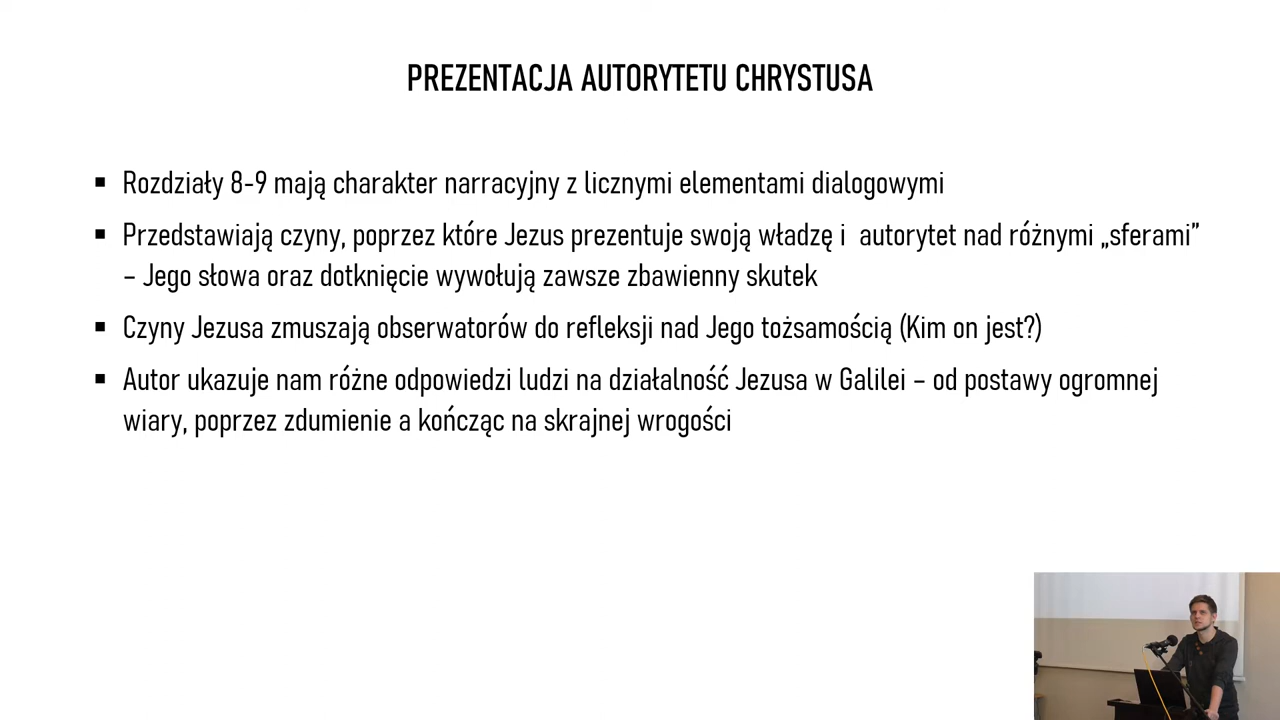 PREZENTACJA AUTORYTETU CHRYSTUSA
▪ Rozdziały 8-9 mają charakter narracyjny z licznymi elementami dialogowymi
▪ Przedstawiają czyny, poprzez które Jezus prezentuje swoją władzę i  autorytet nad różnymi „sferami”
– Jego słowa oraz dotknięcie wywołują zawsze zbawienny skutek
▪ Czyny Jezusa zmuszają obserwatorów do refleksji nad Jego tożsamością (Kim on jest?)
▪ Autor ukazuje nam różne odpowiedzi ludzi na działalność Jezusa w Galilei – od postawy ogromnej
wiary, poprzez zdumienie a kończąc na skrajnej wrogości